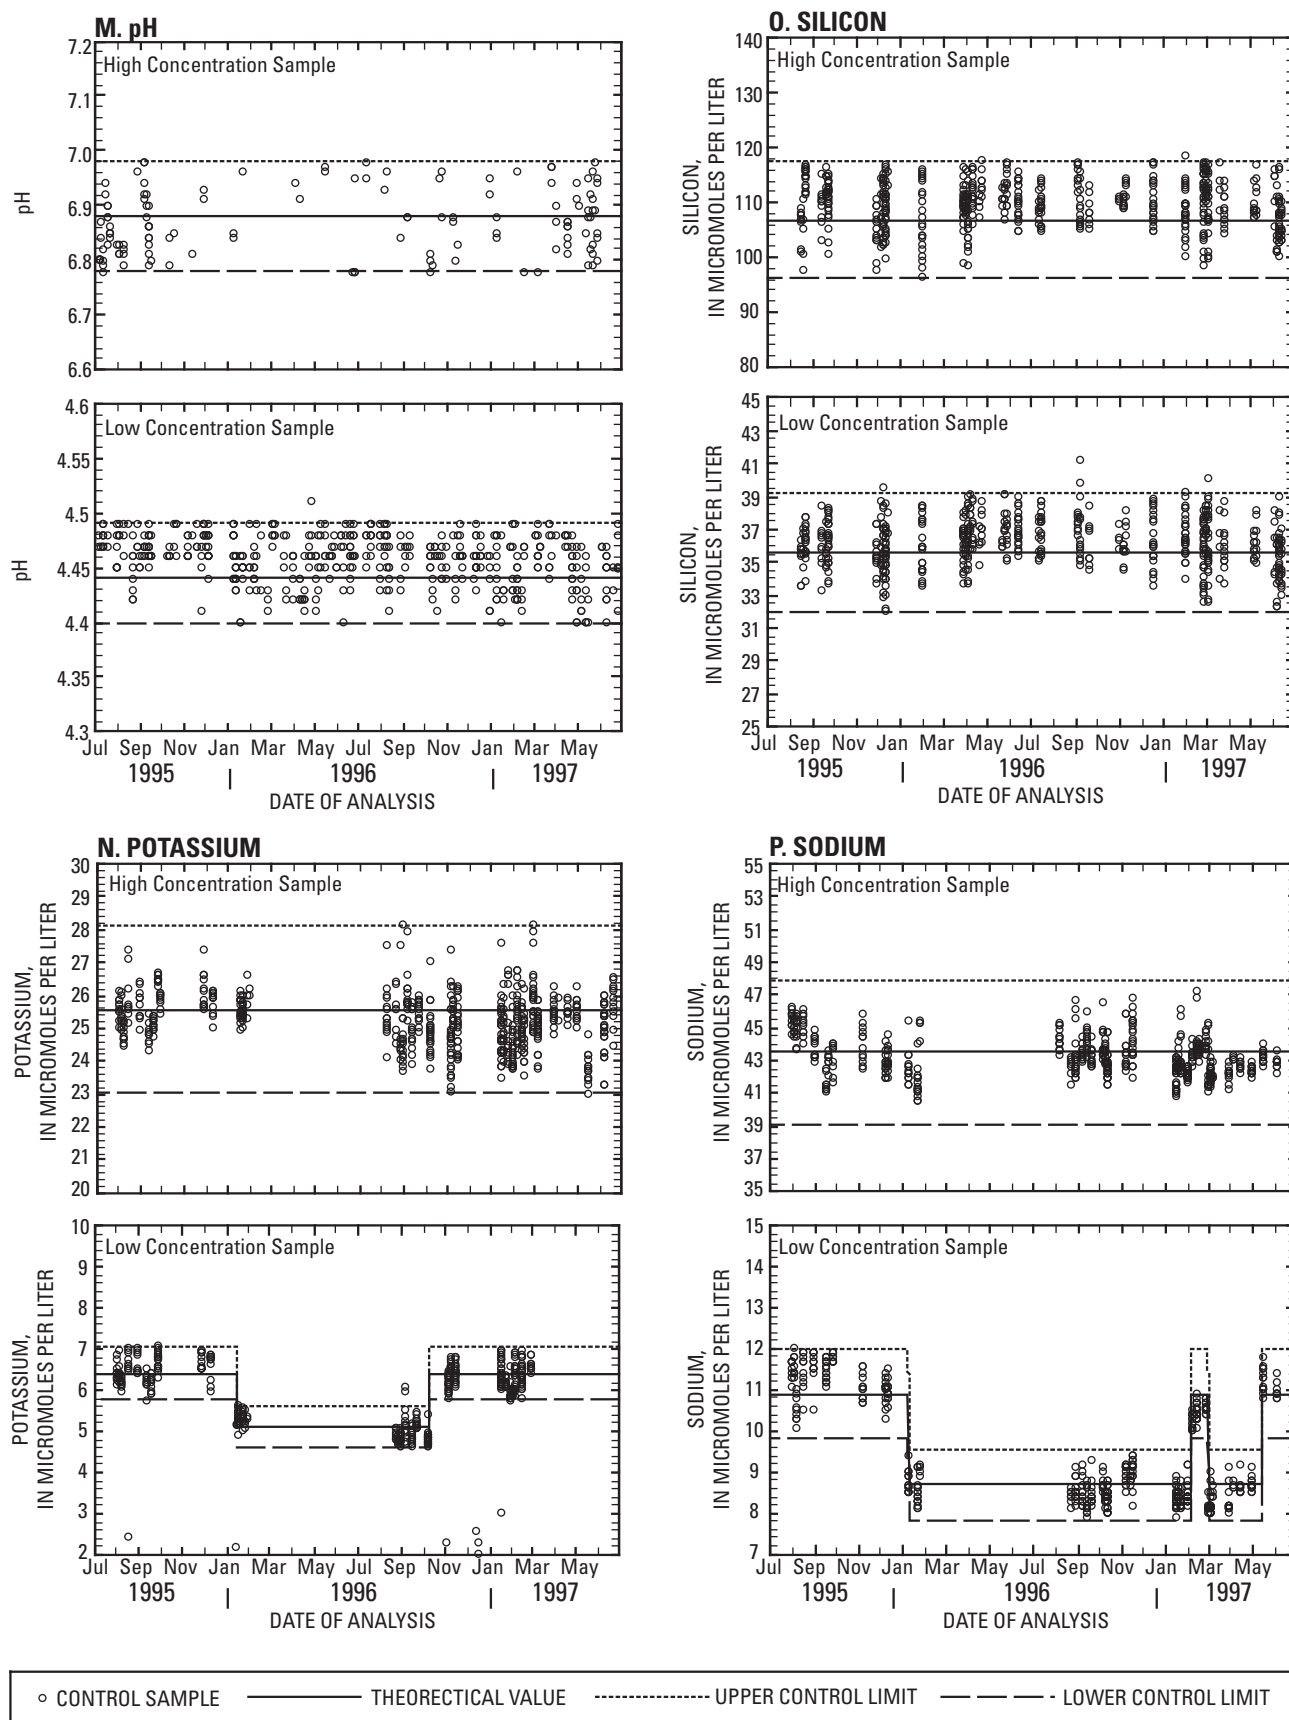 M. pH
High Concentration Sample
pH
7.2
7.1
7.0
6.9
6.8
6.7
6.6
Low Concentration Sample
pH
4.6
4.55
4.5
4.45
4.4
4.35
4.3
Jul Sep Nov Jan Mar May Jul Sep Nov Jan Mar May
1995 | 1996 | 1997
DATE OF ANALYSIS
O. SILICON
High Concentration Sample
SILICON,
IN MICROMOLES PER LITER
140
130
120
110
100
90
80
Low Concentration Sample
SILICON,
IN MICROMOLES PER LITER
45
43
41
39
37
35
33
31
29
27
25
Jul Sep Nov Jan Mar May Jul Sep Nov Jan Mar May
1995 | 1996 | 1997
DATE OF ANALYSIS
N. POTASSIUM
High Concentration Sample
POTASSIUM,
IN MICROMOLES PER LITER
30
29
28
27
26
25
24
23
22
21
20
Low Concentration Sample
POTASSIUM,
IN MICROMOLES PER LITER
10
9
8
7
6
5
4
3
2
Jul Sep Nov Jan Mar May Jul Sep Nov Jan Mar May
1995 | 1996 | 1997
DATE OF ANALYSIS
P. SODIUM
High Concentration Sample
SODIUM,
IN MICROMOLES PER LITER
55
53
51
49
47
45
43
41
39
37
35
Low Concentration Sample
SODIUM,
IN MICROMOLES PER LITER
15
14
13
12
11
10
9
8
7
Jul Sep Nov Jan Mar May Jul Sep Nov Jan Mar May
1995 | 1996 | 1997
DATE OF ANALYSIS
CONTROL SAMPLE THEORECTICAL VALUE UPPER CONTROL LIMIT LOWER CONTROL LIMIT